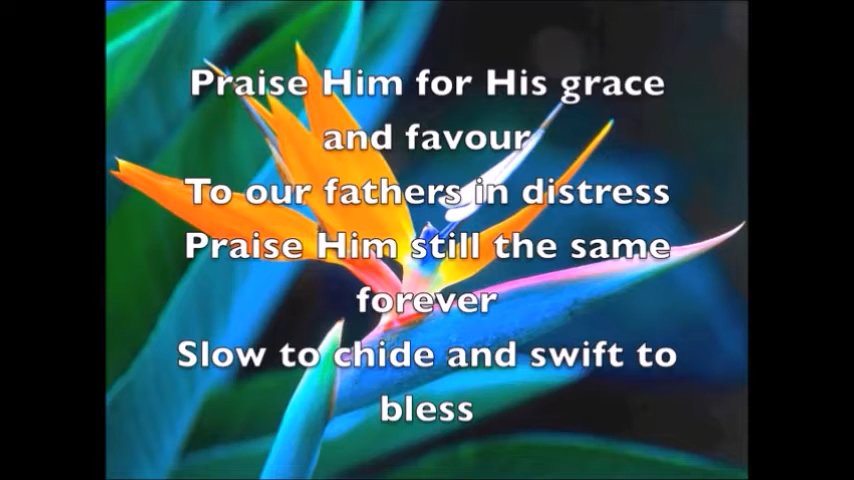 Praise Him for His grace
and favour
To our fathers in distress
Praise Him still the same
forever
Slow to chide and swift to
bless